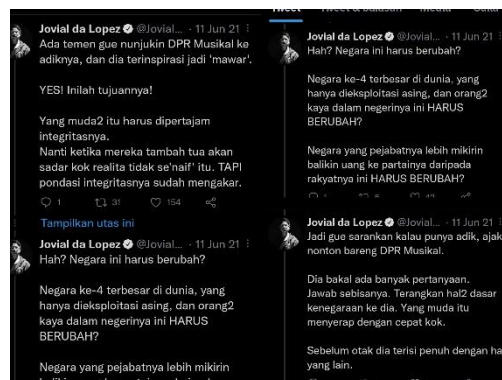 Jovial da Lopez @Jovial... · 11 Jun 21
Ada temen gue nunjukin DPR Musikal ke
adiknya, dan dia terinspirasi jadi 'mawar'.
YES! Inilah tujuannya!
Yang muda2 itu harus dipertajam
integritasnya.
Nanti ketika mereka tambah tua akan
sadar kok realita tidak se'naif' itu. TAPI
pondasi integritasnya sudah mengakar.
1 31 154
Tampilkan utas ini
Jovial da Lopez @Jovial... · 11 Jun 21
Hah? Negara ini harus berubah?
Negara ke-4 terbesar di dunia, yang
hanya dieksploitasi asing, dan orang2
kaya dalam negerinya ini HARUS
BERUBAH?
Negara yang pejabatnya lebih mikirin
Tweet Tweet & balasan Media
Jovial da Lopez @Jovial... · 11 Jun 21
Hah? Negara ini harus berubah?
Negara ke-4 terbesar di dunia, yang
hanya dieksploitasi asing, dan orang2
kaya dalam negerinya ini HARUS
BERUBAH?
Negara yang pejabatnya lebih mikirin
balikin uang ke partainya daripada
rakyatnya ini HARUS BERUBAH?
Jovial da Lopez @Jovial... · 11 Jun 21
Jadi gue sarankan kalau punya adik, ajak
nonton bareng DPR Musikal.
Dia bakal ada banyak pertanyaan.
Jawab sebisanya. Terangkan hal2 dasar
kenegaraan ke dia. Yang muda itu
menyerap dengan cepat kok.
Sebelum otak dia terisi penuh dengan ha
yang lain.